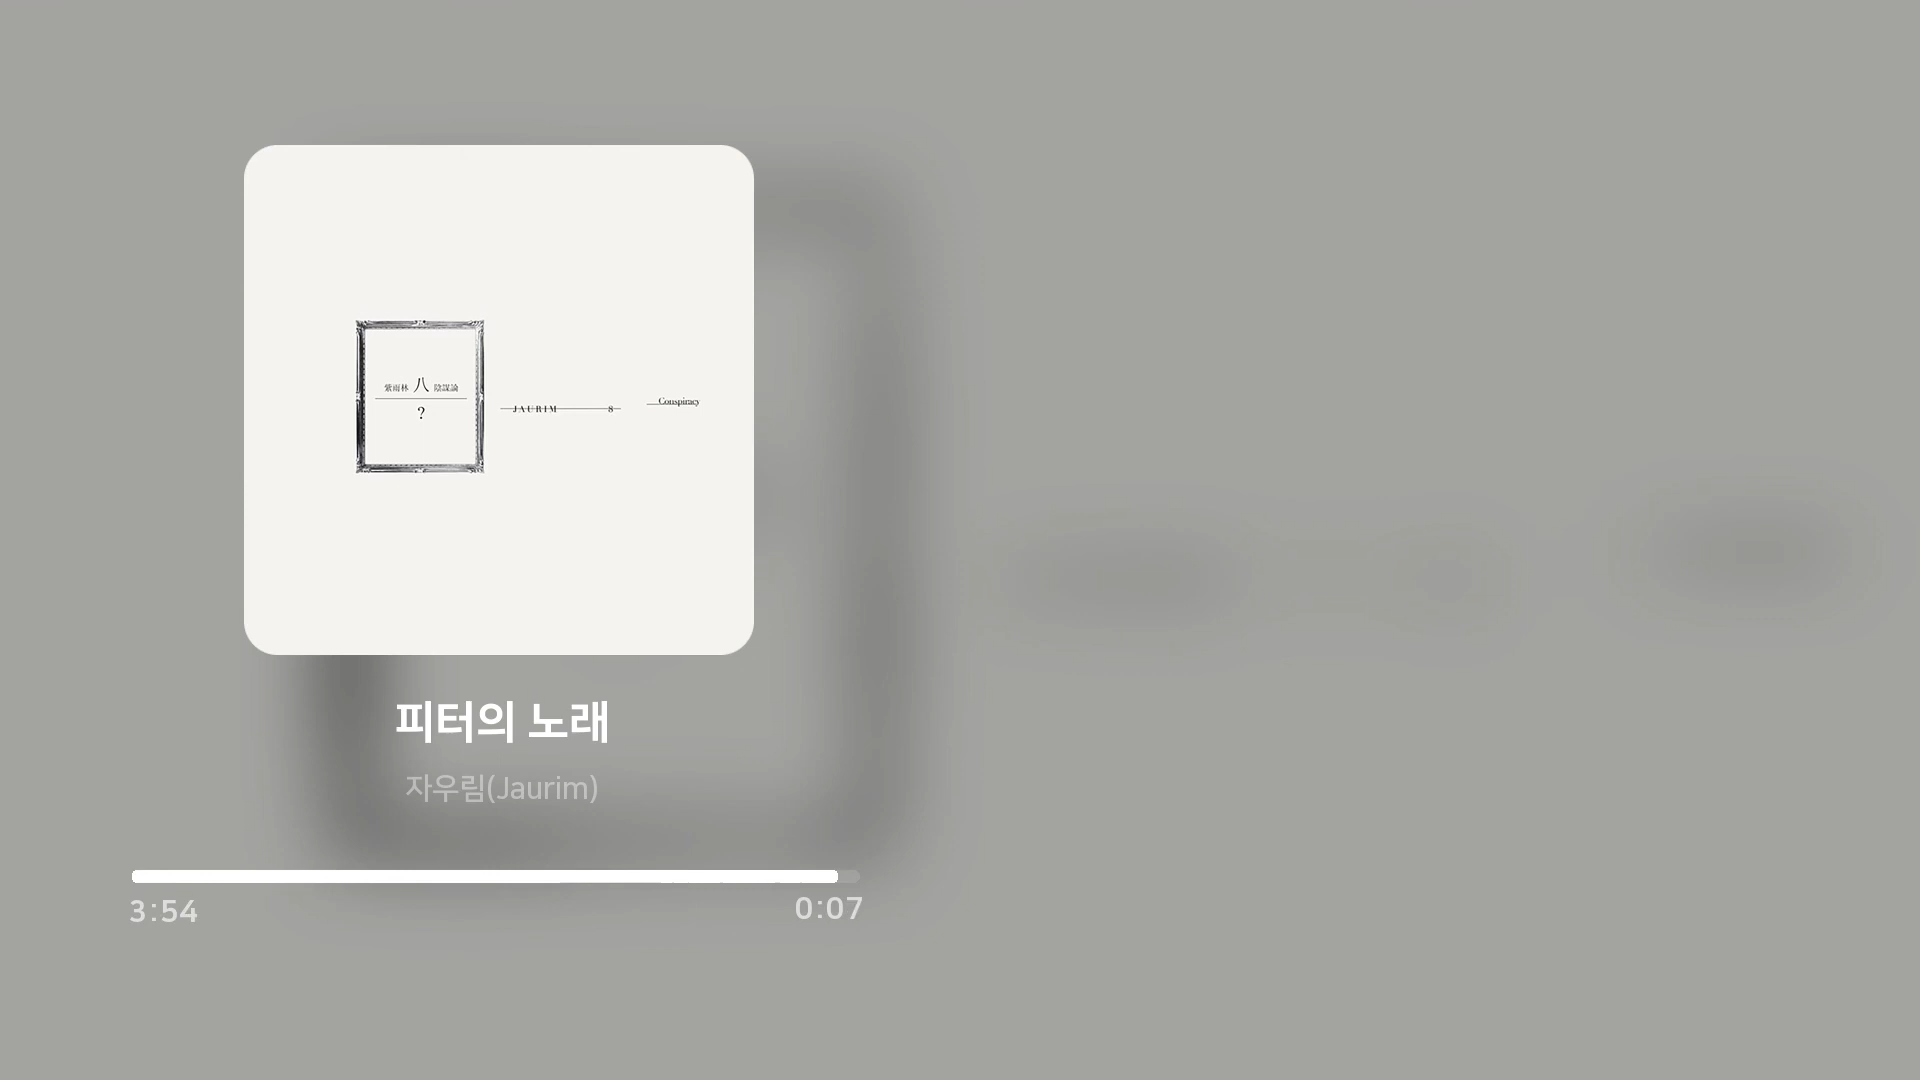 紫雨林 八 陰謀論
?
JAURIM 8
Conspiracy
피터의 노래
자우림(Jaurim)
3:54
0:07